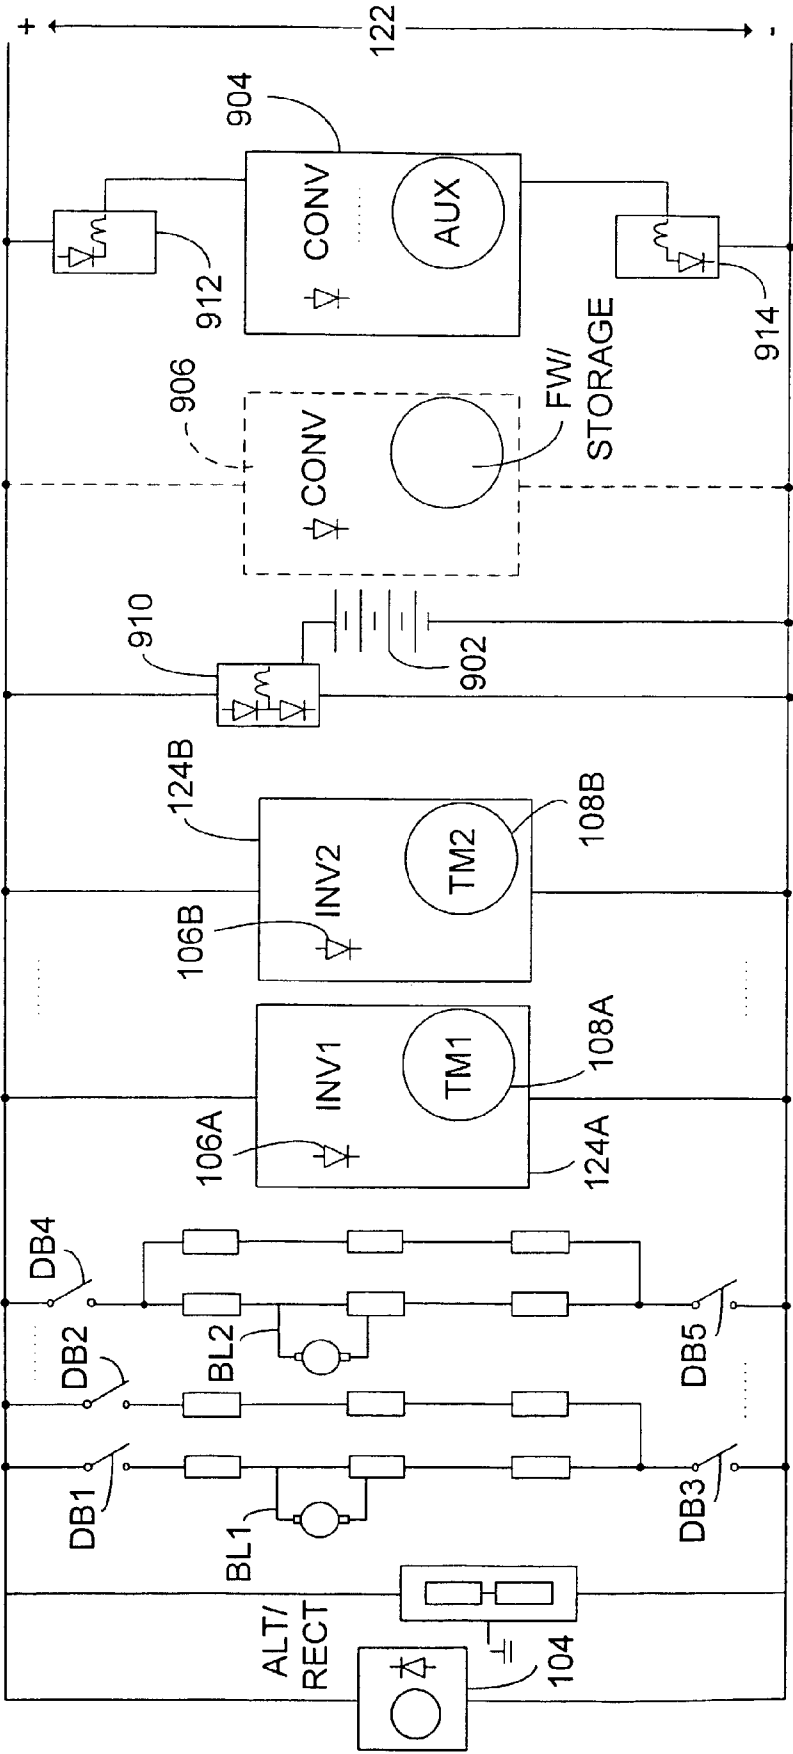 ALT/
RECT
104
DB1
DB2
DB4
BL1
BL2
DB3
DB5
106A
INV1
TM1
108A
124A
124B
106B
INV2
TM2
108B
910
902
906
CONV
FW/
STORAGE
912
904
CONV
AUX
914
+
122
-